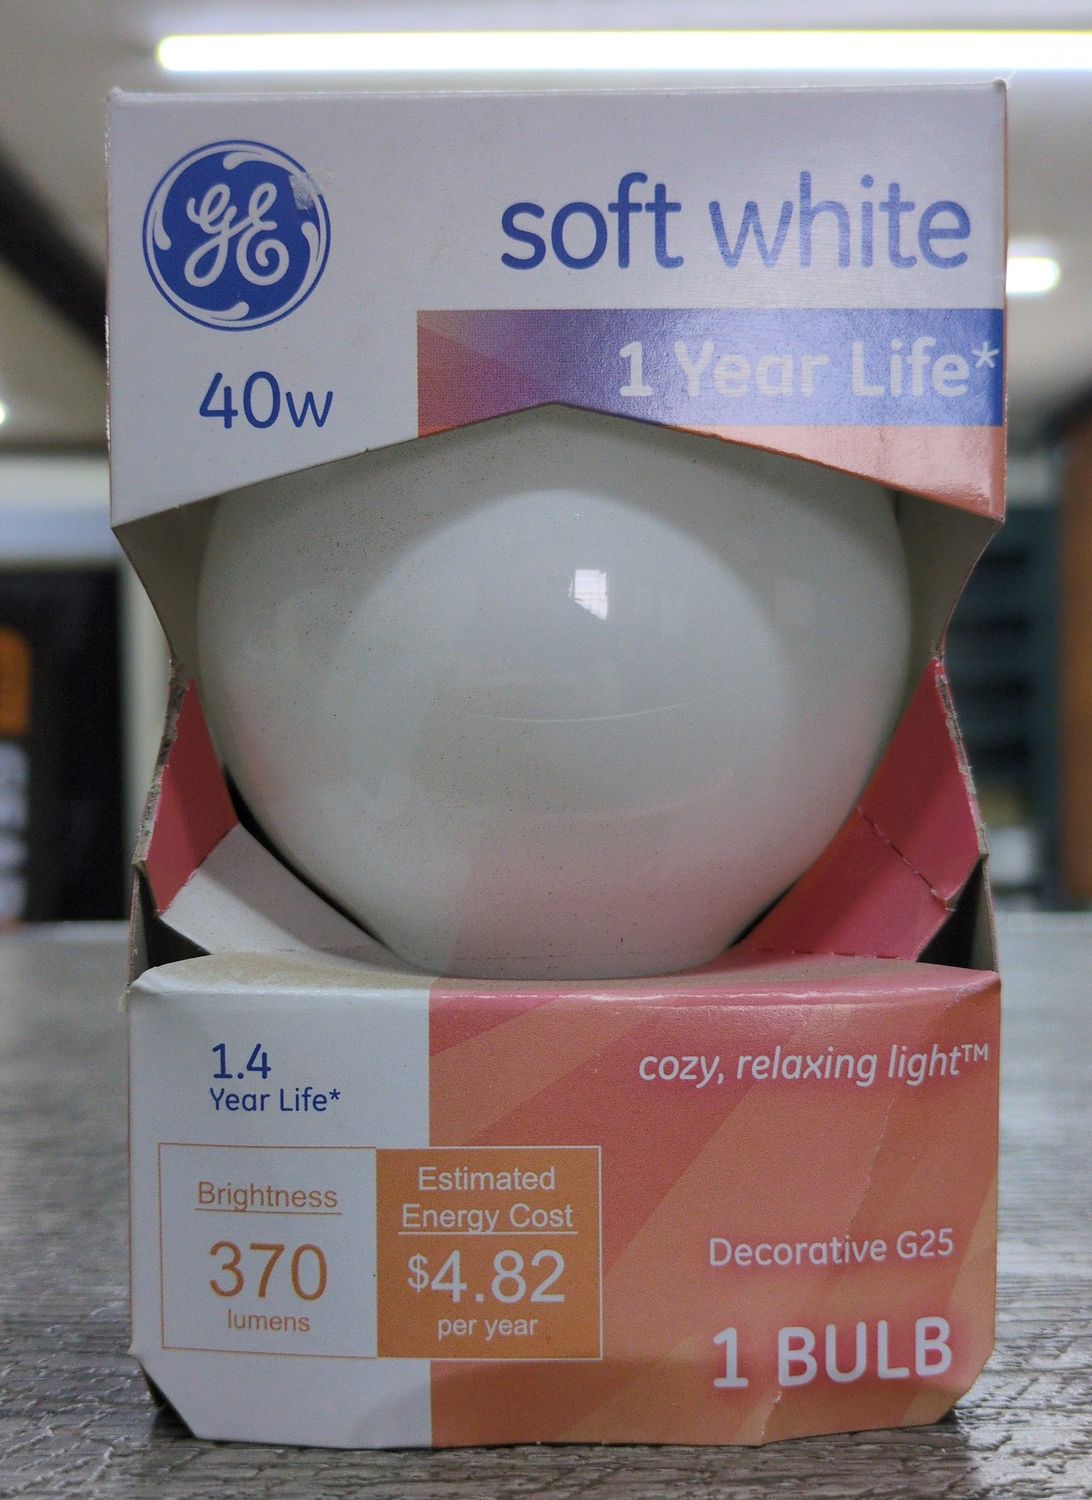 GE
soft white
1 Year Life*
40w
1.4
Year Life*
cozy, relaxing light™
Brightness
370
lumens
Estimated
Energy Cost
$4.82
per year
Decorative G25
1 BULB